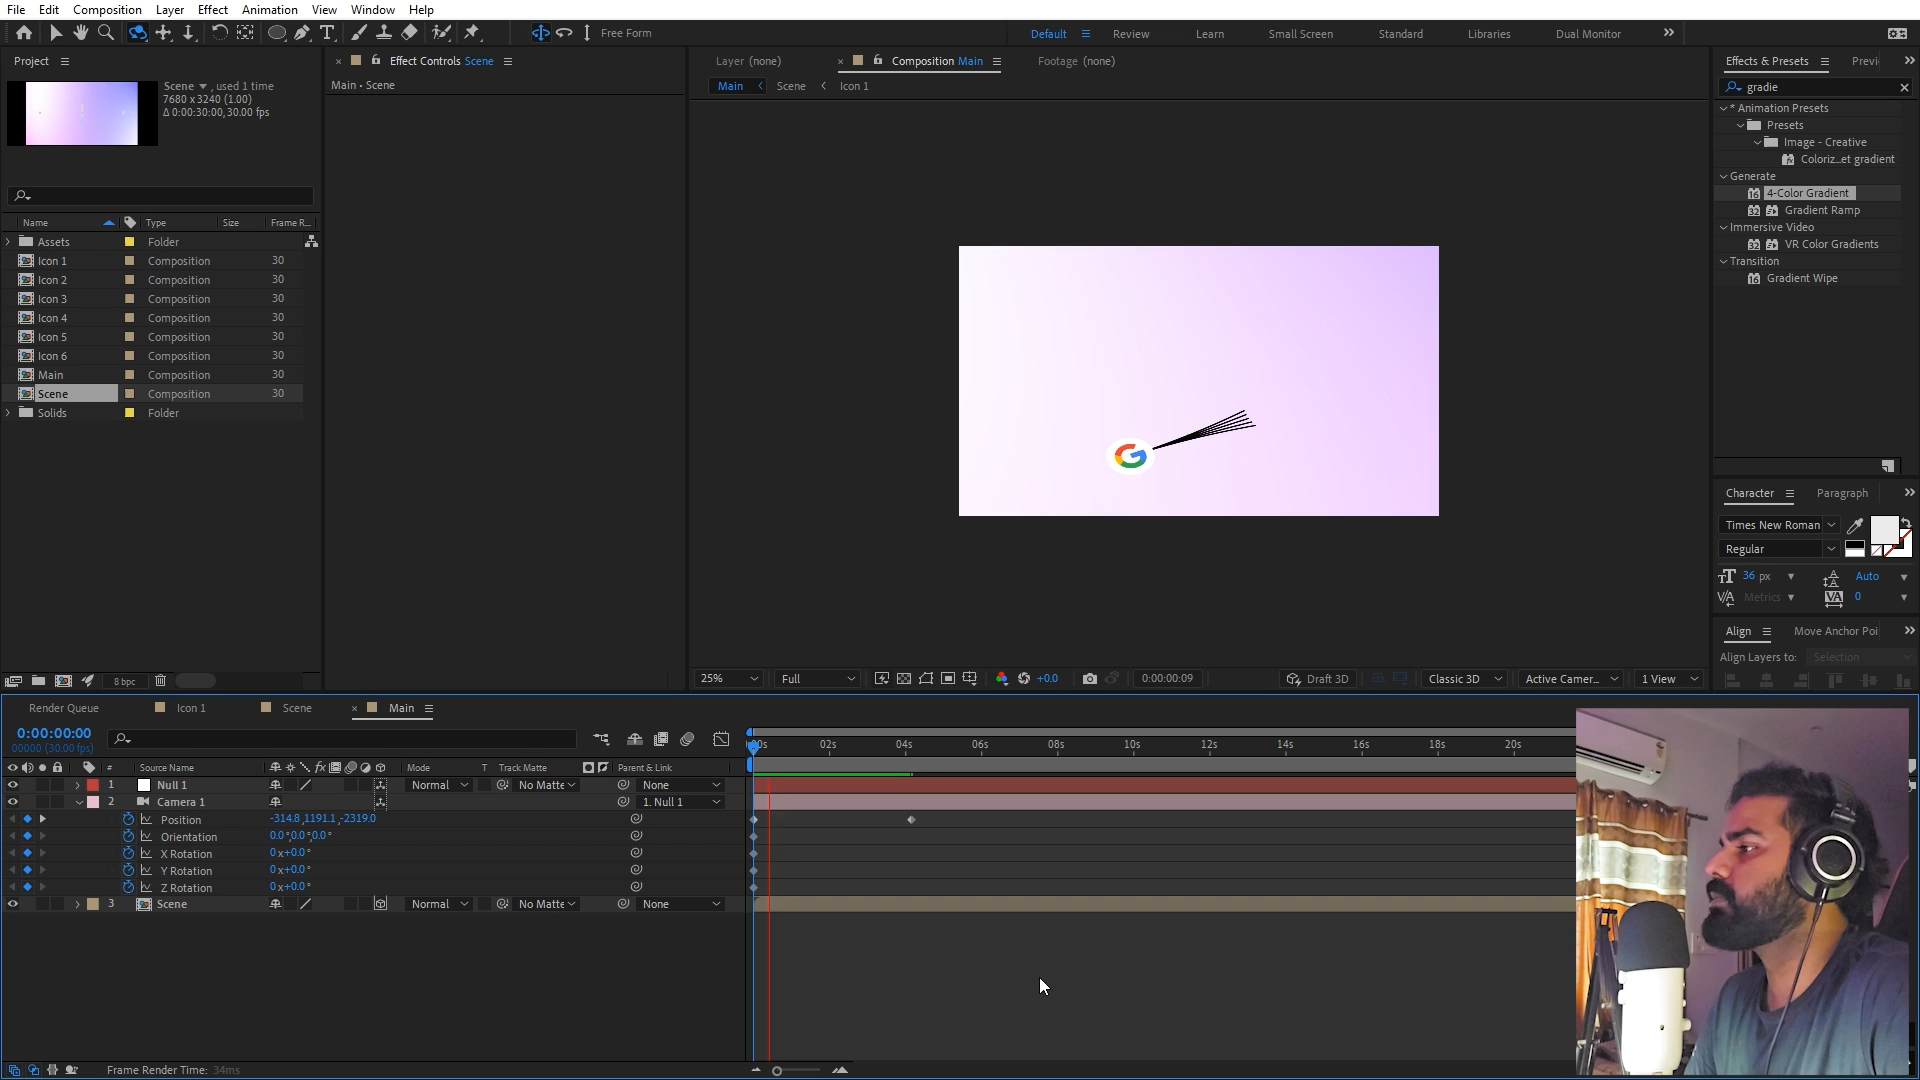 File Edit Composition Layer Effect Animation View Window Help
Free Form
Default Review Learn Small Screen Standard Libraries Dual Monitor
Project
Scene , used 1 time
7680 x 3240 (1.00)
Δ 0:00:30:00, 30.00 fps
Name Type Size Frame R...
Assets Folder
Icon 1 Composition 30
Icon 2 Composition 30
Icon 3 Composition 30
Icon 4 Composition 30
Icon 5 Composition 30
Icon 6 Composition 30
Main Composition 30
Scene Composition 30
Solids Folder
8 bpc
Effect Controls Scene
Main • Scene
Layer (none) Composition Main Footage (none)
Main Scene Icon 1
G
25% Full +0.0 0:00:00:09 Draft 3D Classic 3D Active Camer... 1 View
Effects & Presets Previ
gradie
* Animation Presets
Presets
Image - Creative
Coloriz...et gradient
Generate
4-Color Gradient
Gradient Ramp
Immersive Video
VR Color Gradients
Transition
Gradient Wipe
Character Paragraph
Times New Roman
Regular
36 px Auto
Metrics 0
Align Move Anchor Poi
Align Layers to: Selection
Render Queue Icon 1 Scene Main
0:00:00:00
00000 (30.00 fps)
:00s 02s 04s 06s 08s 10s 12s 14s 16s 18s 20s
# Source Name Mode T Track Matte Parent & Link
1 Null 1 Normal No Matte None
2 Camera 1 1. Null 1
Position -314.8,1191.1,-2319.0
Orientation 0.0°,0.0°,0.0°
X Rotation 0x+0.0°
Y Rotation 0x+0.0°
Z Rotation 0x+0.0°
3 Scene Normal No Matte None
Frame Render Time: 34ms